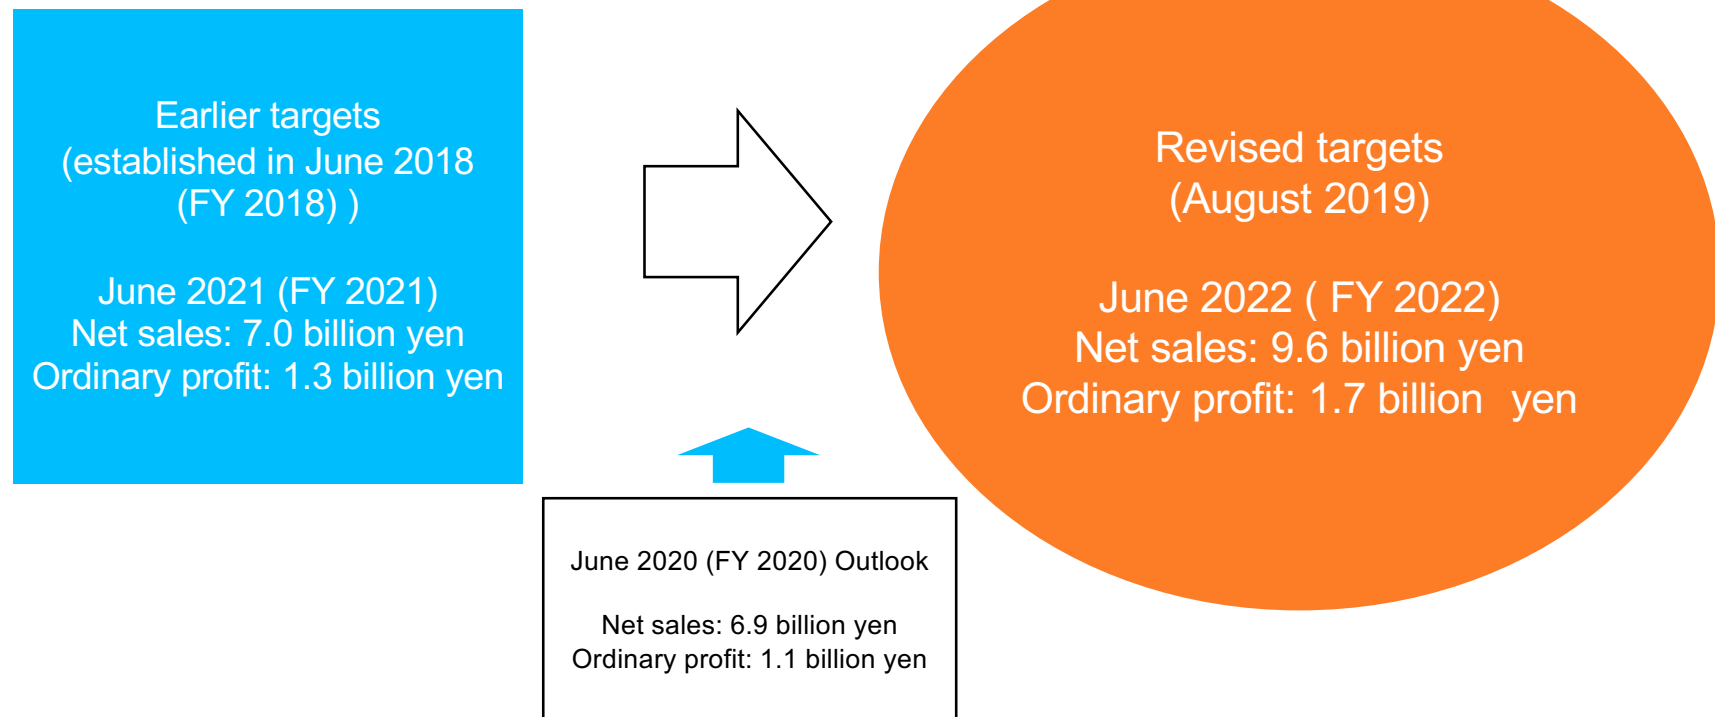 Earlier targets
(established in June 2018
(FY 2018) )
June 2021 (FY 2021)
Net sales: 7.0 billion yen
Ordinary profit: 1.3 billion yen
Revised targets
(August 2019)
June 2022 ( FY 2022)
Net sales: 9.6 billion yen
Ordinary profit: 1.7 billion yen
June 2020 (FY 2020) Outlook
Net sales: 6.9 billion yen
Ordinary profit: 1.1 billion yen